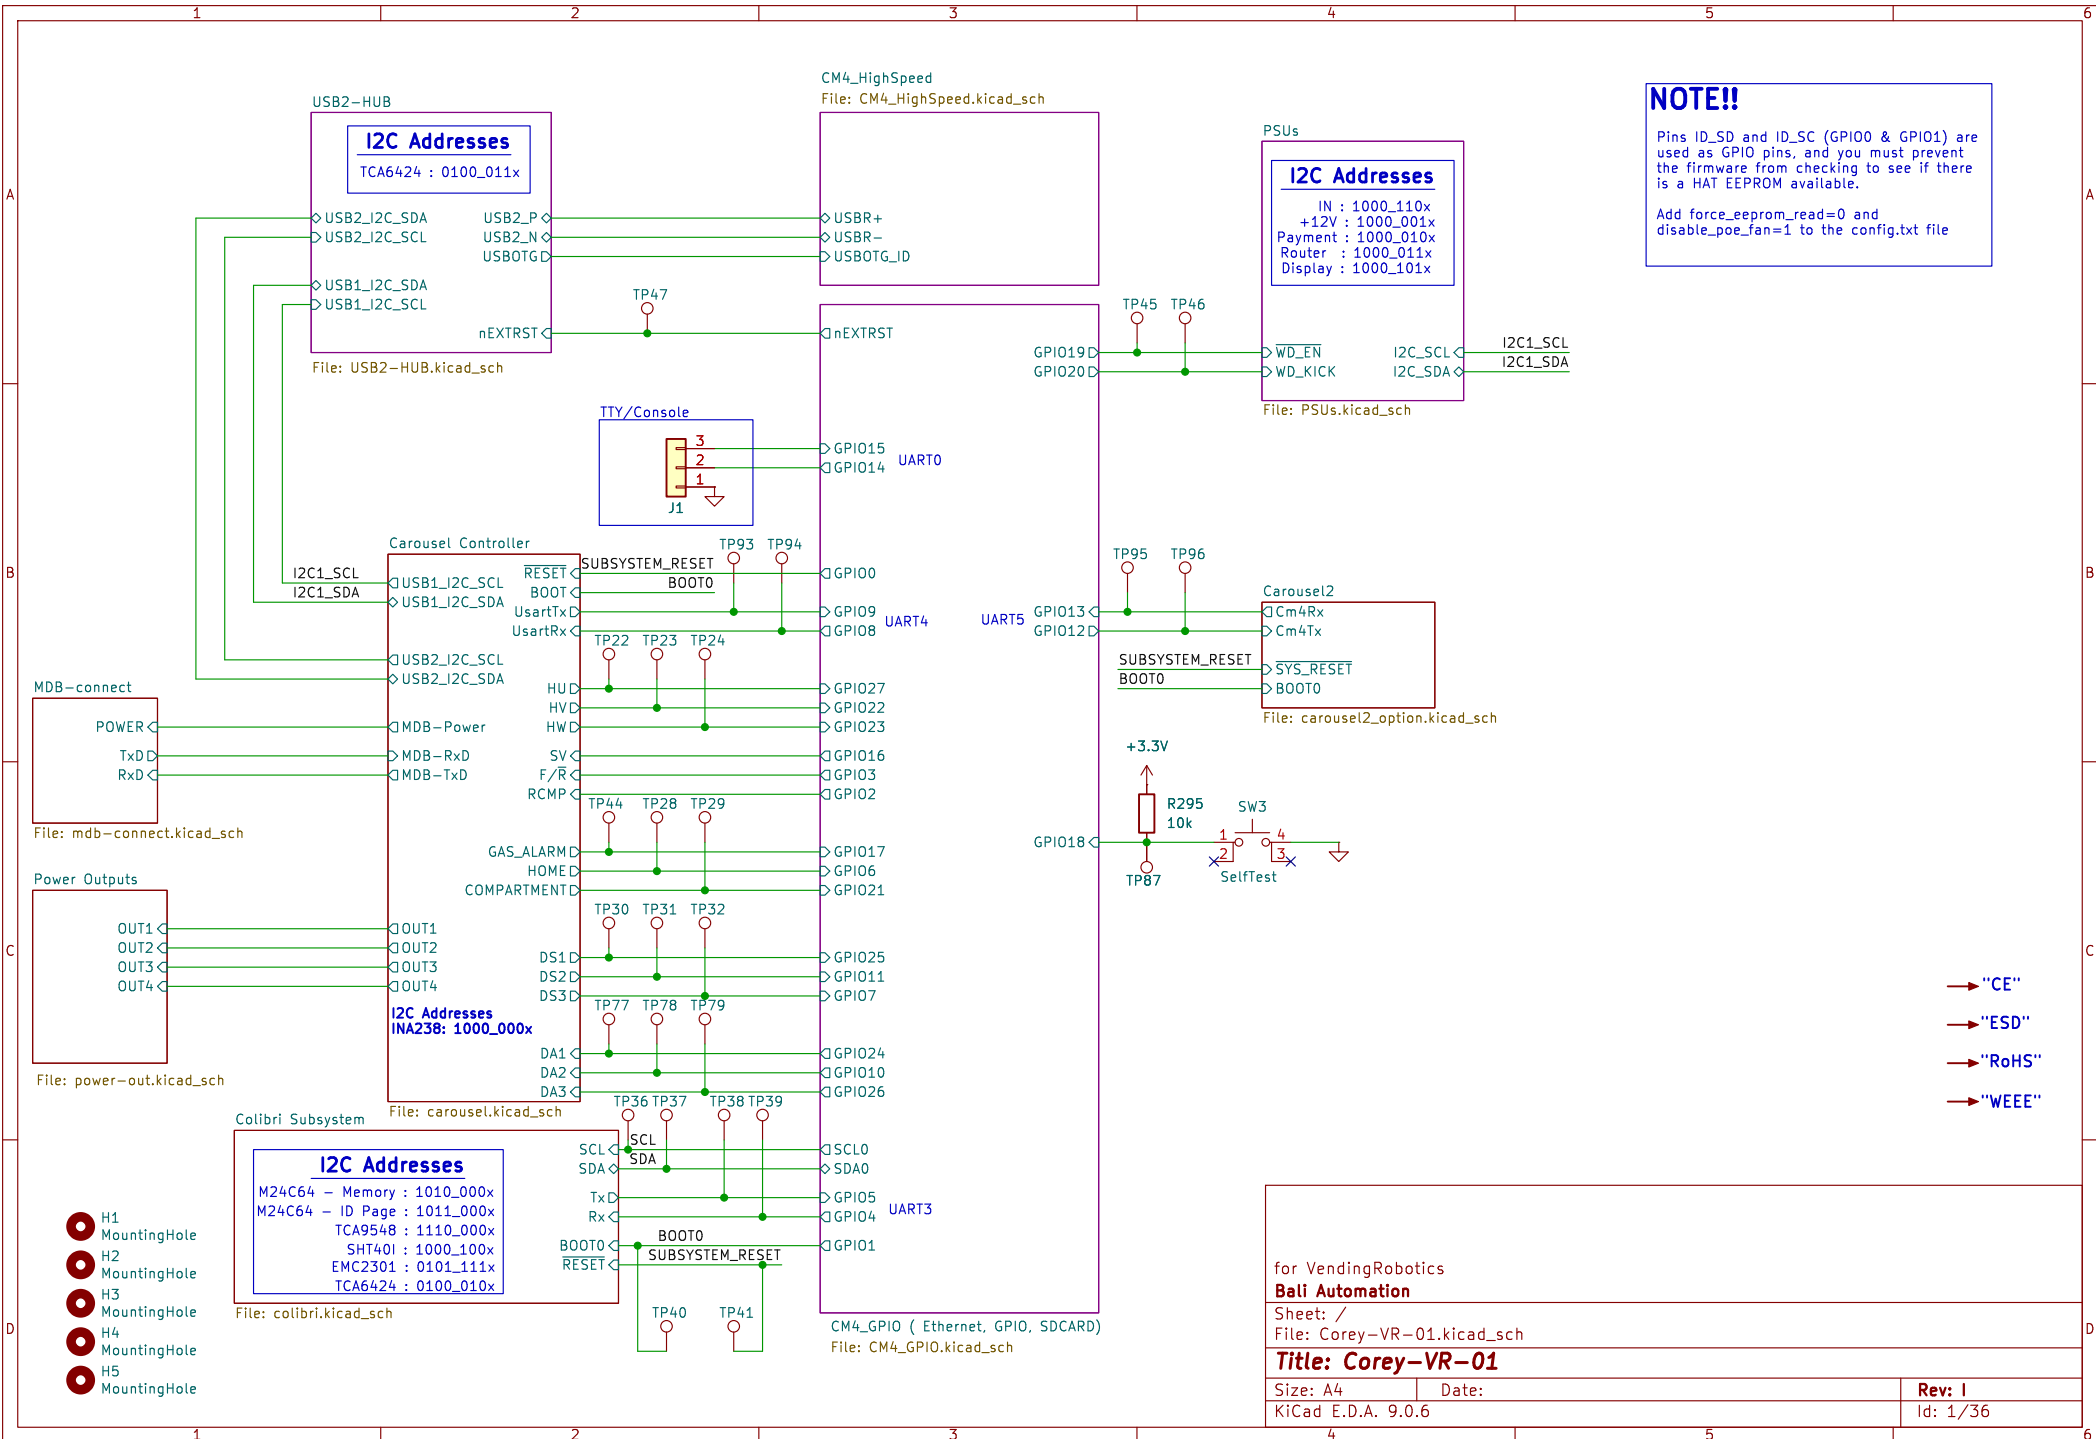 1 2 3 4 5 6
A
B
C
D
A
B
C
D
1 2 3 4 5 6
USB2-HUB
I2C Addresses
TCA6424 : 0100_011x
USB2_I2C_SDA
USB2_I2C_SCL
USB1_I2C_SDA
USB1_I2C_SCL
USB2_P
USB2_N
USBOTG
nEXTRST
File: USB2-HUB.kicad_sch
TP47
CM4_HighSpeed
File: CM4_HighSpeed.kicad_sch
USBR+
USBR-
USBOTG_ID
PSUs
I2C Addresses
IN : 1000_110x
+12V : 1000_001x
Payment : 1000_010x
Router : 1000_011x
Display : 1000_101x
WD_EN
WD_KICK
I2C_SCL
I2C_SDA
I2C1_SCL
I2C1_SDA
File: PSUs.kicad_sch
TP45
TP46
NOTE!!
Pins ID_SD and ID_SC (GPIO0 & GPIO1) are
used as GPIO pins, and you must prevent
the firmware from checking to see if there
is a HAT EEPROM available.
Add force_eeprom_read=0 and
disable_poe_fan=1 to the config.txt file
TTY/Console
3
2
1
J1
nEXTRST
GPIO15
GPIO14
UART0
GPIO0
GPIO9
GPIO8
UART4
GPIO27
GPIO22
GPIO23
GPIO16
GPIO3
GPIO2
GPIO17
GPIO6
GPIO21
GPIO25
GPIO11
GPIO7
GPIO24
GPIO10
GPIO26
SCL0
SDA0
GPIO5
GPIO4
UART3
GPIO1
GPIO19
GPIO20
UART5
GPIO13
GPIO12
GPIO18
CM4_GPIO ( Ethernet, GPIO, SDCARD)
File: CM4_GPIO.kicad_sch
Carousel Controller
I2C1_SCL
I2C1_SDA
USB1_I2C_SCL
USB1_I2C_SDA
USB2_I2C_SCL
USB2_I2C_SDA
MDB-Power
MDB-RxD
MDB-TxD
OUT1
OUT2
OUT3
OUT4
I2C Addresses
INA238: 1000_000x
RESET
BOOT
UsartTx
UsartRx
HU
HV
HW
SV
F/R
RCMP
GAS_ALARM
HOME
COMPARTMENT
DS1
DS2
DS3
DA1
DA2
DA3
File: carousel.kicad_sch
SUBSYSTEM_RESET
BOOT0
TP93
TP94
TP22
TP23
TP24
TP44
TP28
TP29
TP30
TP31
TP32
TP77
TP78
TP79
TP36
TP37
TP38
TP39
MDB-connect
POWER
TxD
RxD
File: mdb-connect.kicad_sch
Power Outputs
OUT1
OUT2
OUT3
OUT4
File: power-out.kicad_sch
TP95
TP96
Carousel2
Cm4Rx
Cm4Tx
SYS_RESET
BOOT0
SUBSYSTEM_RESET
BOOT0
File: carousel2_option.kicad_sch
+3.3V
R295
10k
SW3
1
2
4
3
SelfTest
TP87
"CE"
"ESD"
"RoHS"
"WEEE"
Colibri Subsystem
I2C Addresses
M24C64 - Memory : 1010_000x
M24C64 - ID Page : 1011_000x
TCA9548 : 1110_000x
SHT40I : 1000_100x
EMC2301 : 0101_111x
TCA6424 : 0100_010x
SCL
SDA
Tx
Rx
BOOT0
RESET
SCL
SDA
BOOT0
SUBSYSTEM_RESET
TP40
TP41
File: colibri.kicad_sch
H1
MountingHole
H2
MountingHole
H3
MountingHole
H4
MountingHole
H5
MountingHole
for VendingRobotics
Bali Automation
Sheet: /
File: Corey-VR-01.kicad_sch
Title: Corey-VR-01
Size: A4 Date: Rev: I
KiCad E.D.A. 9.0.6 Id: 1/36